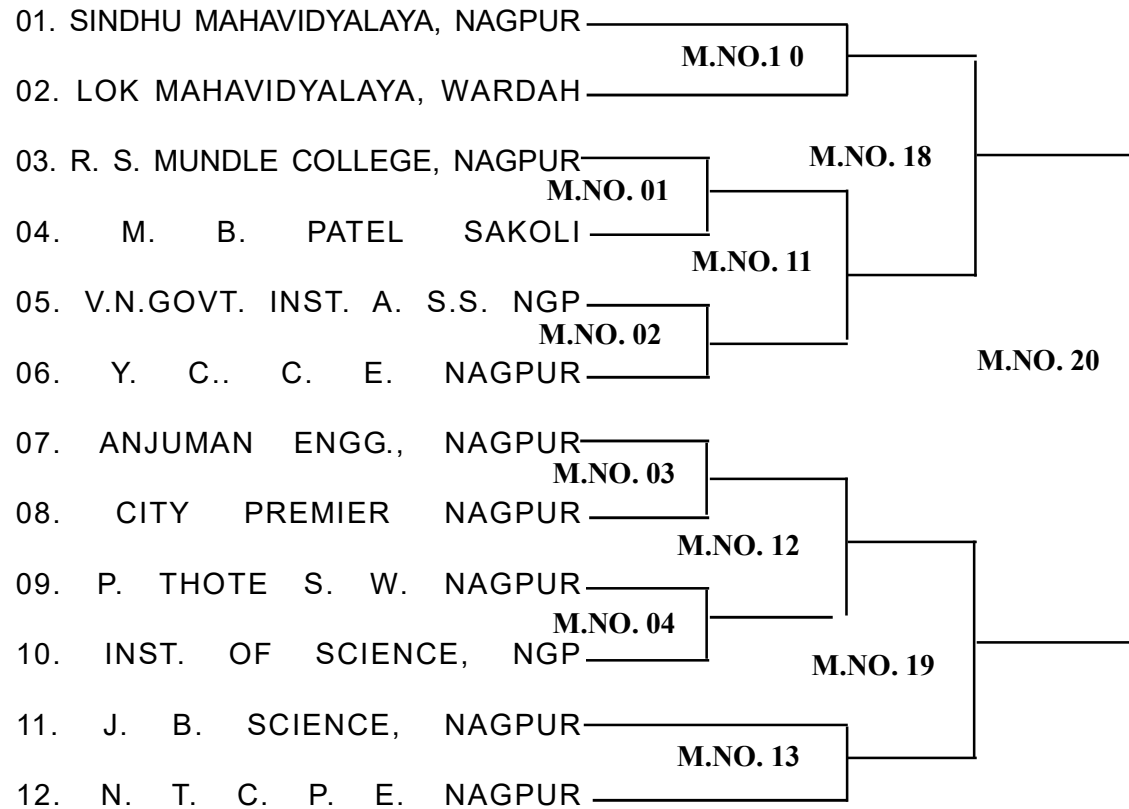 01. SINDHU MAHAVIDYALAYA, NAGPUR
M.NO.1 0
02. LOK MAHAVIDYALAYA, WARDAH
03. R. S. MUNDLE COLLEGE, NAGPUR
M.NO. 18
M.NO. 01
04. M. B. PATEL SAKOLI
M.NO. 11
05. V.N.GOVT. INST. A. S.S. NGP
M.NO. 02
M.NO. 20
06. Y. C.. C. E. NAGPUR
07. ANJUMAN ENGG., NAGPUR
M.NO. 03
08. CITY PREMIER NAGPUR
M.NO. 12
09. P. THOTE S. W. NAGPUR
M.NO. 04
10. INST. OF SCIENCE, NGP
M.NO. 19
11. J. B. SCIENCE, NAGPUR
M.NO. 13
12. N. T. C. P. E. NAGPUR